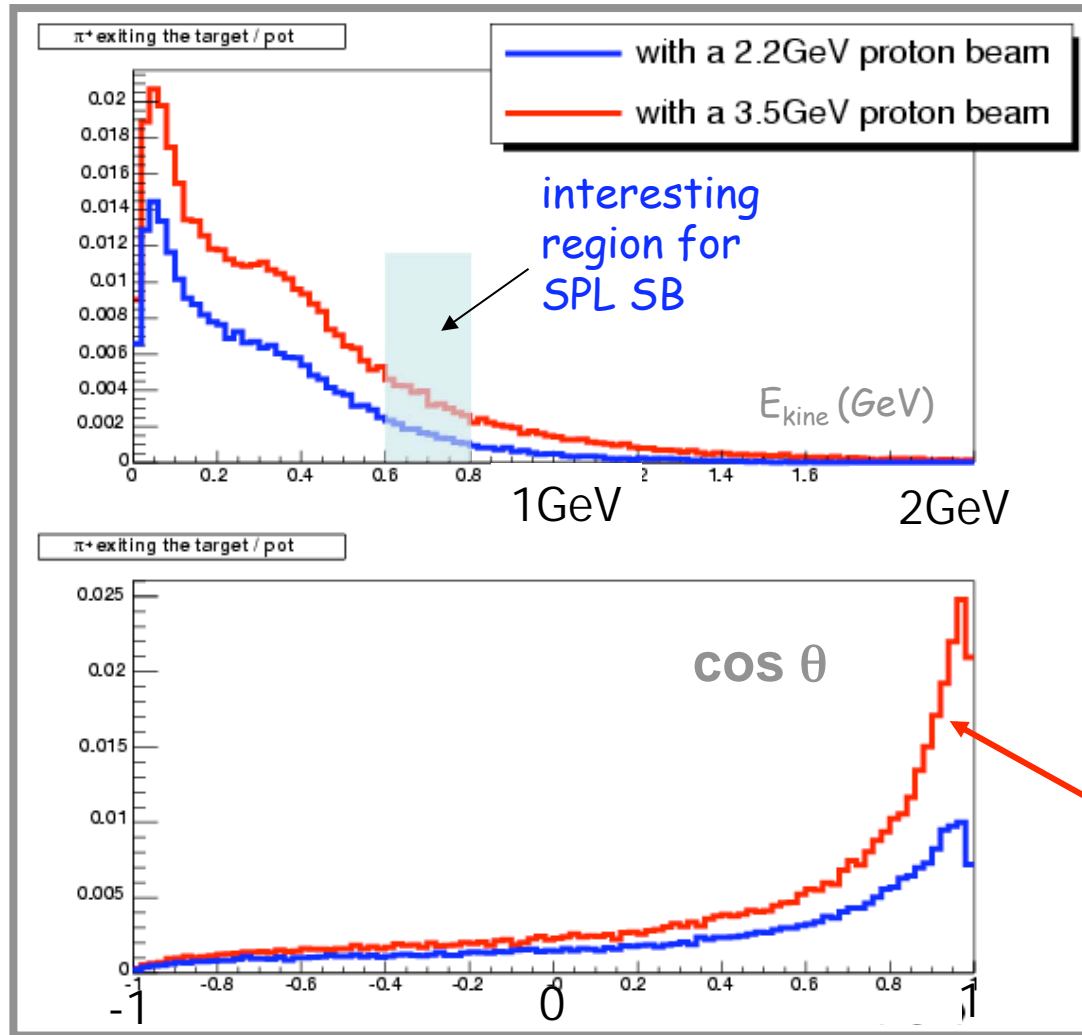 π+ exiting the target / pot
with a 2.2GeV proton beam
with a 3.5GeV proton beam
interesting
region for
SPL SB
0.02
0.018
0.016
0.014
0.012
0.01
0.008
0.006
0.004
0.002
0
E_kine (GeV)
0 0.2 0.4 0.6 0.8 1.2 1.4 1.6
1GeV 2GeV
π+ exiting the target / pot
cos θ
0.025
0.02
0.015
0.01
0.005
0
-1 -0.8 -0.6 -0.4 -0.2 0 0.2 0.4 0.6 0.8 1
-1 0 1